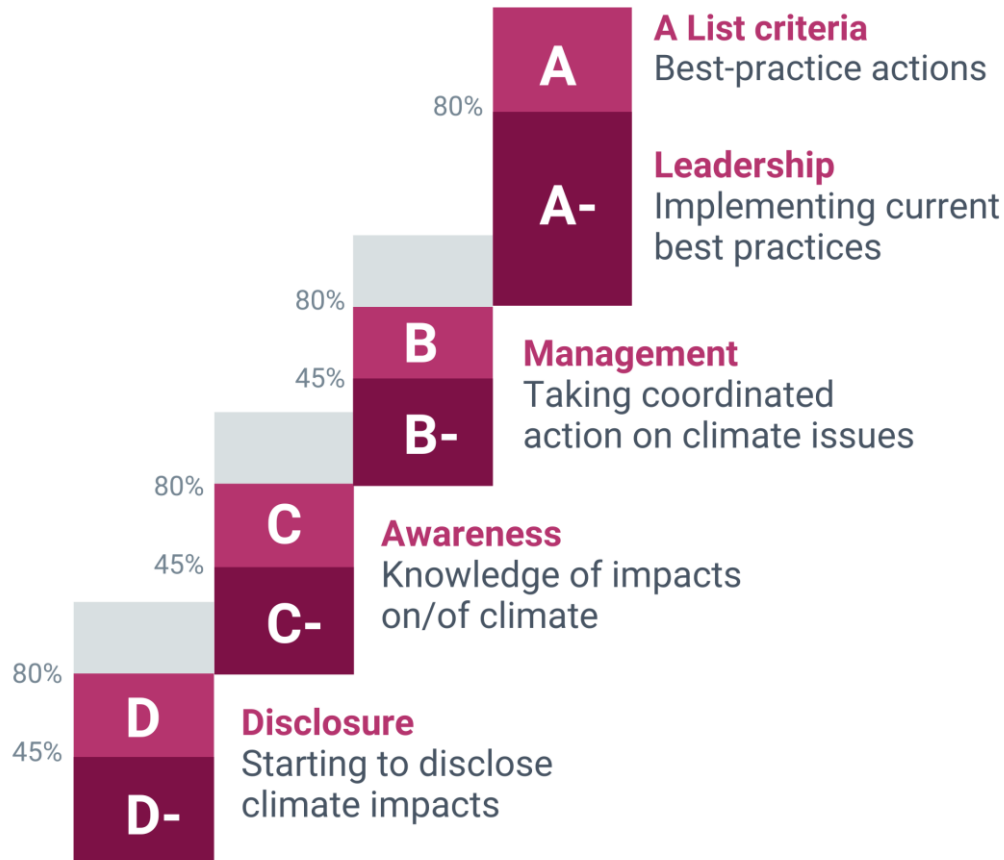 A
A List criteria
Best-practice actions
80%
A-
Leadership
Implementing current
best practices
80%
B
45%
Management
Taking coordinated
action on climate issues
B-
80%
C
45%
Awareness
Knowledge of impacts
on/of climate
C-
80%
D
45%
Disclosure
Starting to disclose
climate impacts
D-